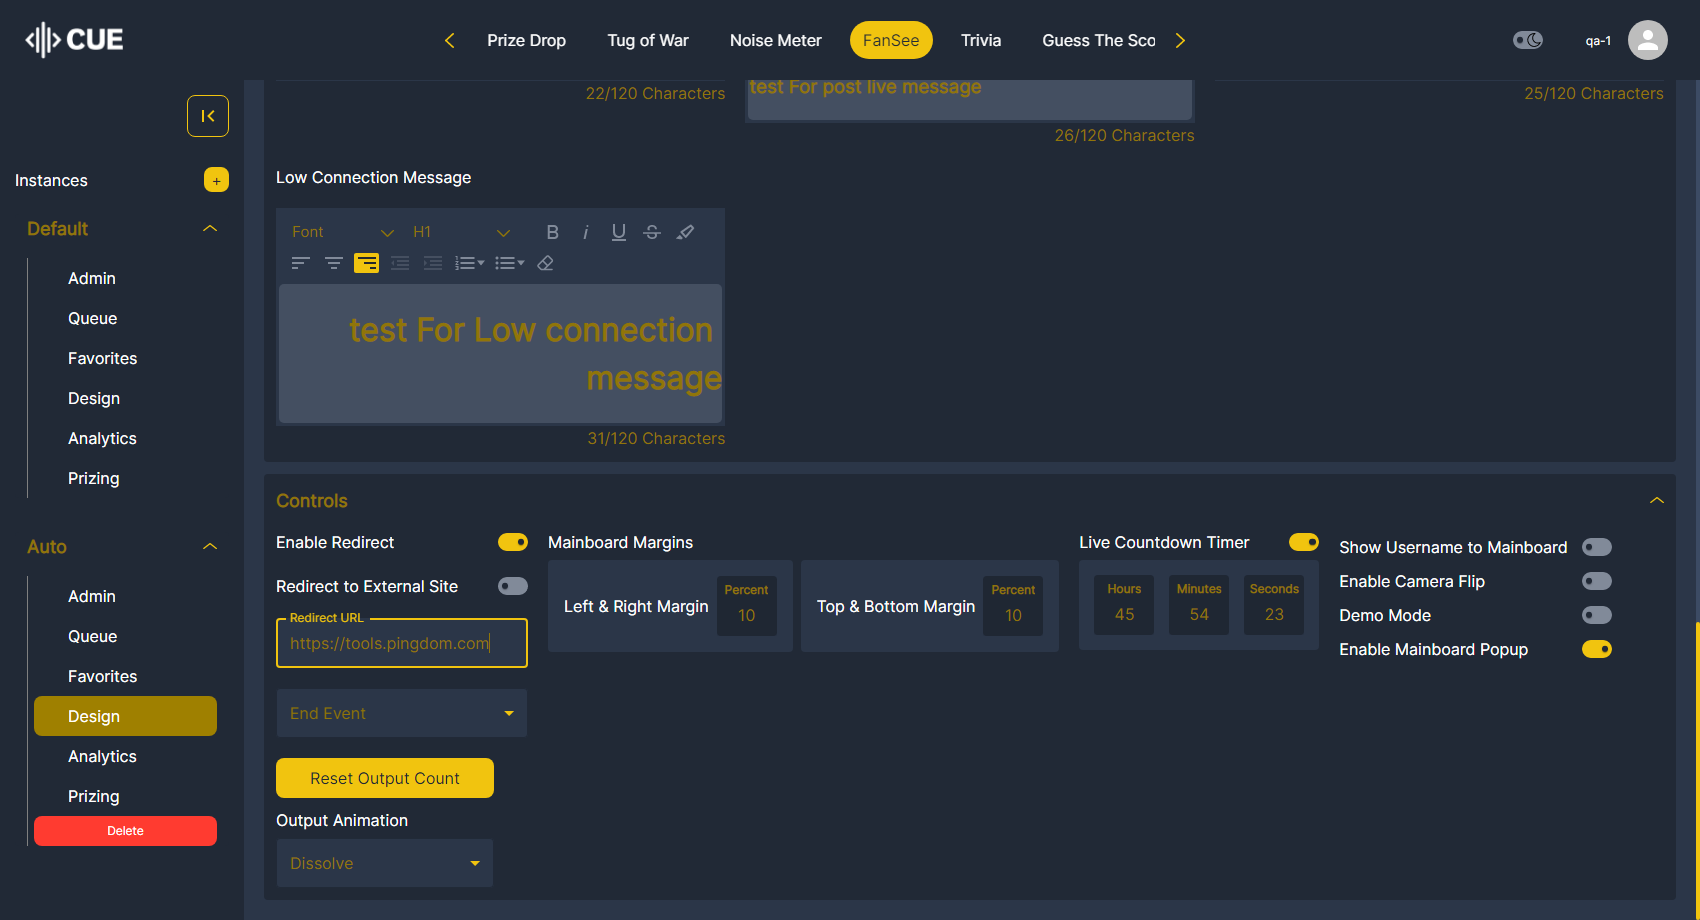 CUE
Prize Drop
Tug of War
Noise Meter
FanSee
Trivia
Guess The Sco
qa-1
Instances
+
Default
Admin
Queue
Favorites
Design
Analytics
Prizing
Auto
Admin
Queue
Favorites
Design
Analytics
Prizing
Delete
22/120 Characters
test For post live message
26/120 Characters
25/120 Characters
Low Connection Message
Font
H1
B i U S
test For Low connection
message
31/120 Characters
Controls
Enable Redirect
Redirect to External Site
Redirect URL
https://tools.pingdom.com
End Event
Reset Output Count
Output Animation
Dissolve
Mainboard Margins
Left & Right Margin
Percent
10
Top & Bottom Margin
Percent
10
Live Countdown Timer
Hours
45
Minutes
54
Seconds
23
Show Username to Mainboard
Enable Camera Flip
Demo Mode
Enable Mainboard Popup